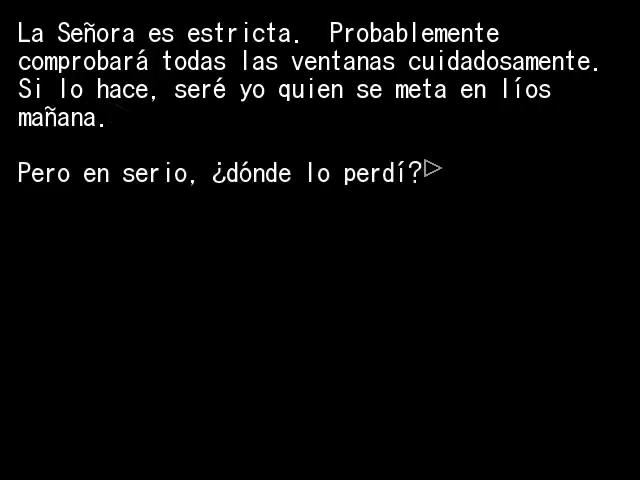 La Señora es estricta.  Probablemente
comprobará todas las ventanas cuidadosamente.
Si lo hace, seré yo quien se meta en líos
mañana.
Pero en serio, ¿dónde lo perdí?